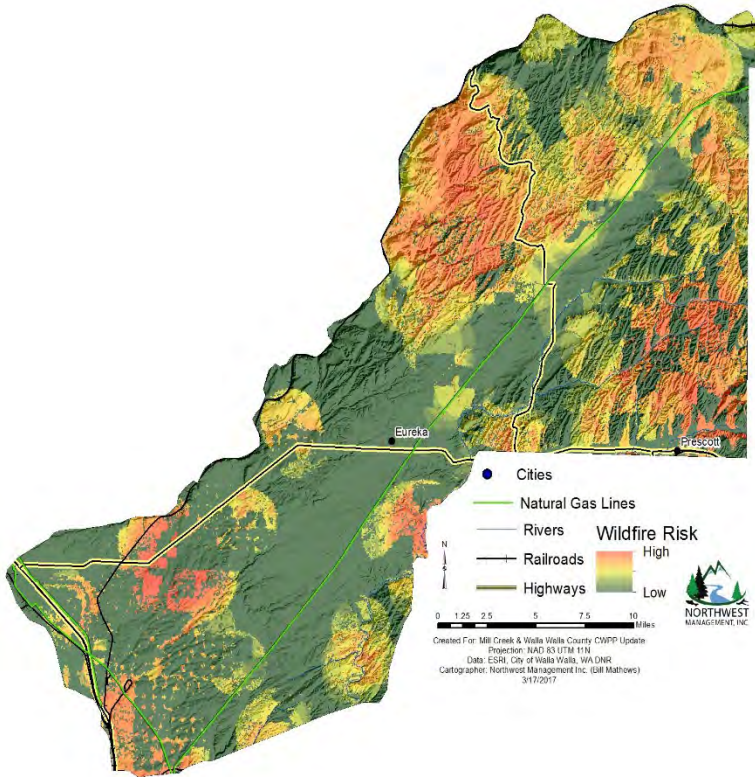 Eureka
Prescott
Cities
Natural Gas Lines
Rivers
Railroads
Highways
Wildfire Risk
High
Low
N
0 1.25 2.5 5 7.5 10
Miles
NORTHWEST
MANAGEMENT, INC.
Created For: Mill Creek & Walla Walla County CWPP Update
Projection: NAD 83 UTM 11N
Data: ESRI, City of Walla Walla, WA DNR
Cartographer: Northwest Management Inc. (Bill Mathews)
3/17/2017